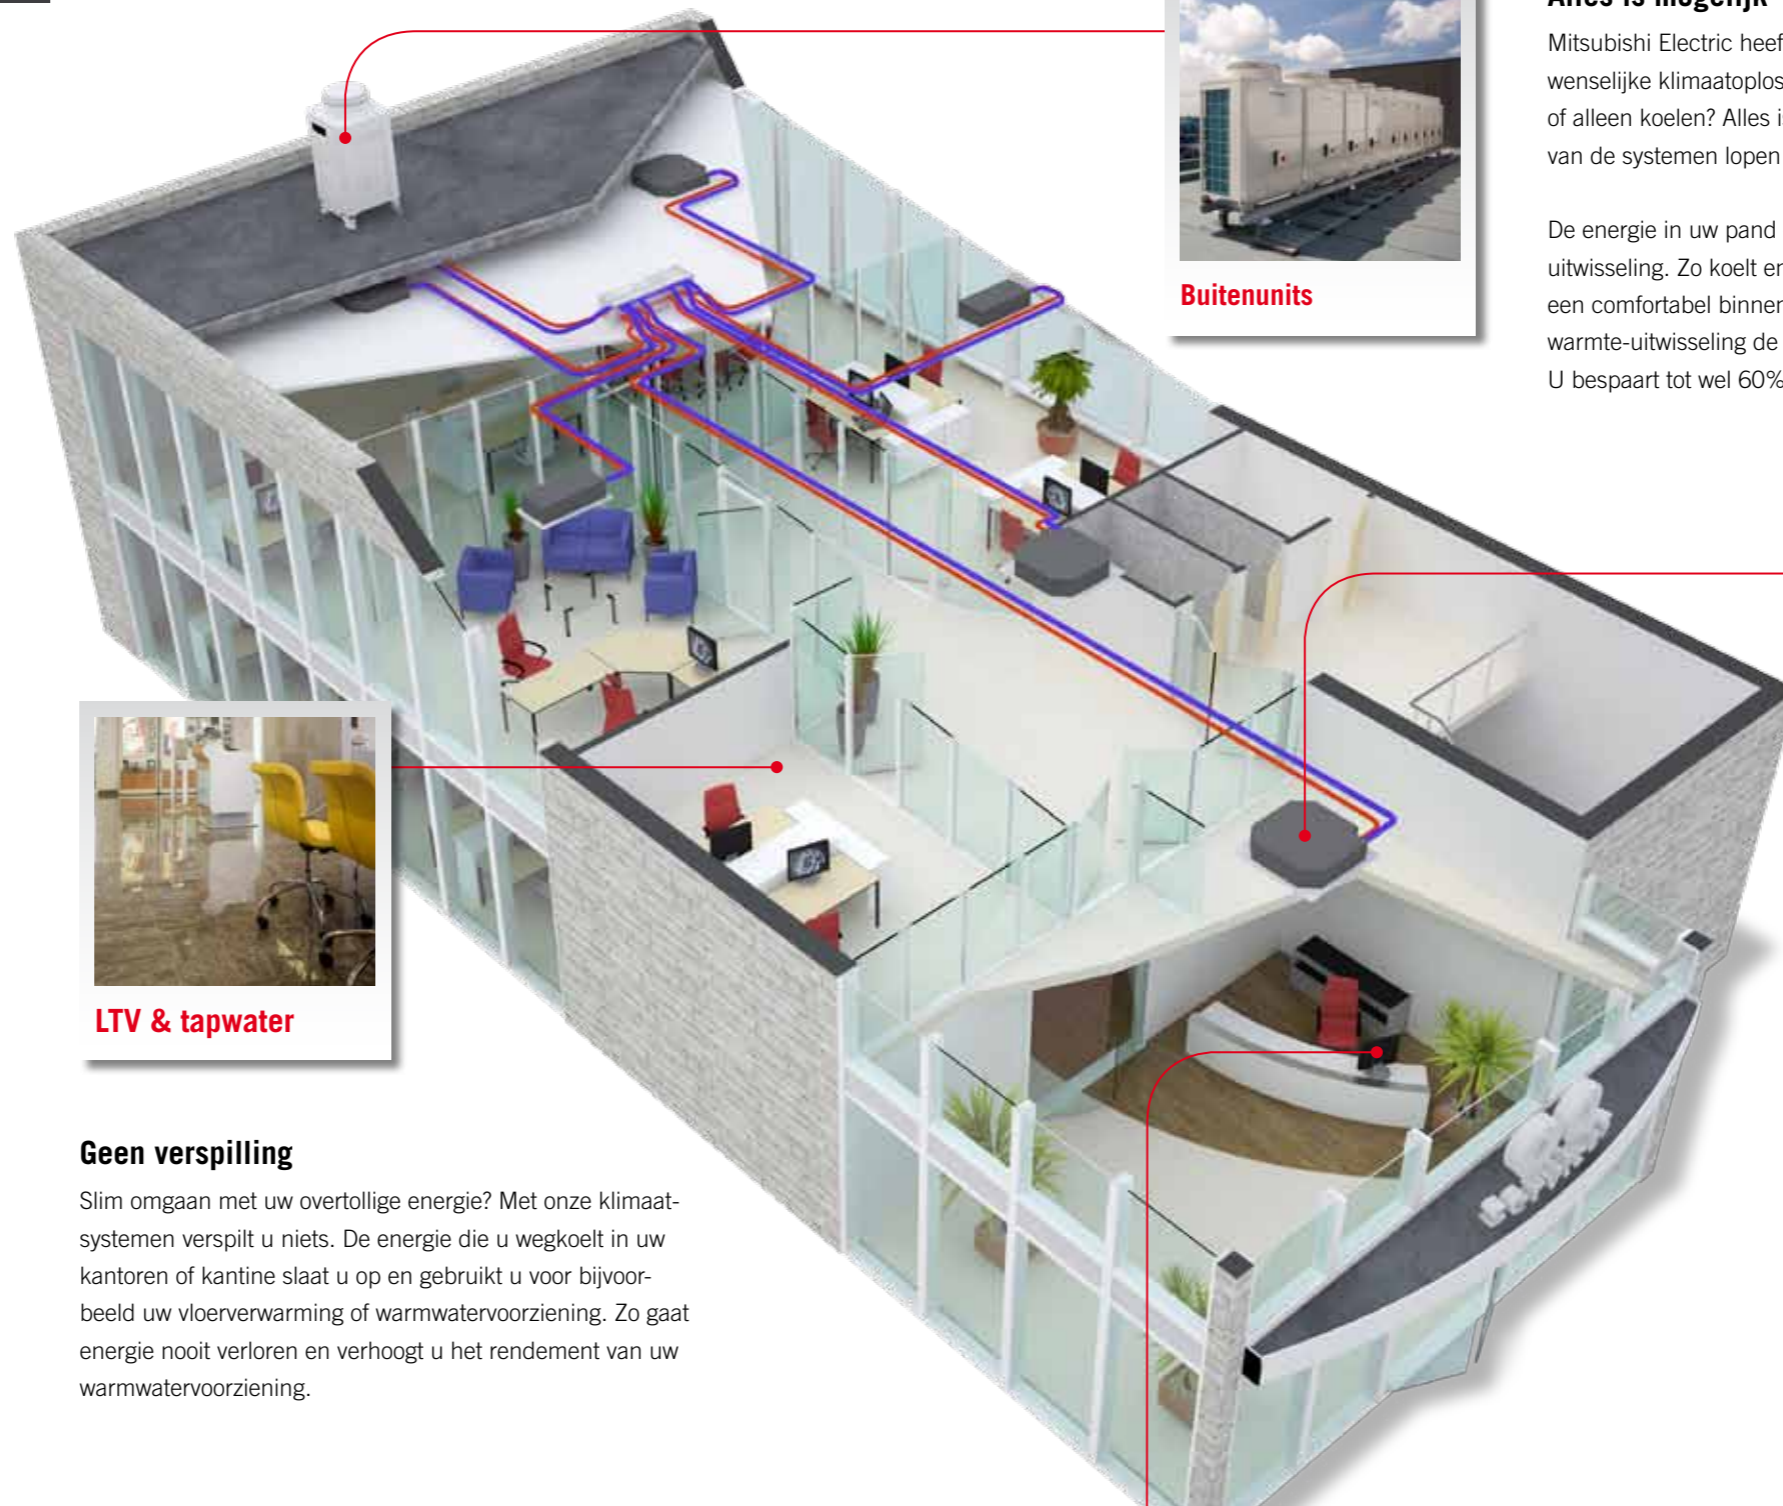 Alles is mogelijk
Mitsubishi Electric heef
wenselijke klimaatoplos
of alleen koelen? Alles i
van de systemen lopen
De energie in uw pand
uitwisseling. Zo koelt er
een comfortabel binner
warmte-uitwisseling de
U bespaart tot wel 60%
Buitenunits
LTV & tapwater
Geen verspilling
Slim omgaan met uw overtollige energie? Met onze klimaat-
systemen verspilt u niets. De energie die u wegkoelt in uw
kantoren of kantine slaat u op en gebruikt u voor bijvoor-
beeld uw vloerverwarming of warmwatervoorziening. Zo gaat
energie nooit verloren en verhoogt u het rendement van uw
warmwatervoorziening.